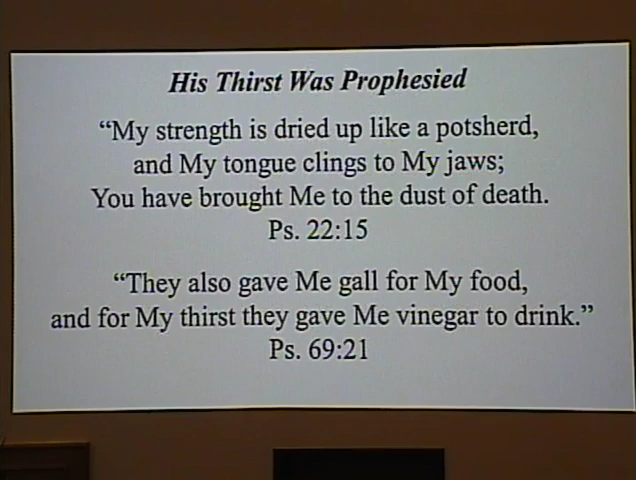 His Thirst Was Prophesied
“My strength is dried up like a potsherd,
and My tongue clings to My jaws;
You have brought Me to the dust of death.
Ps. 22:15
“They also gave Me gall for My food,
and for My thirst they gave Me vinegar to drink.”
Ps. 69:21